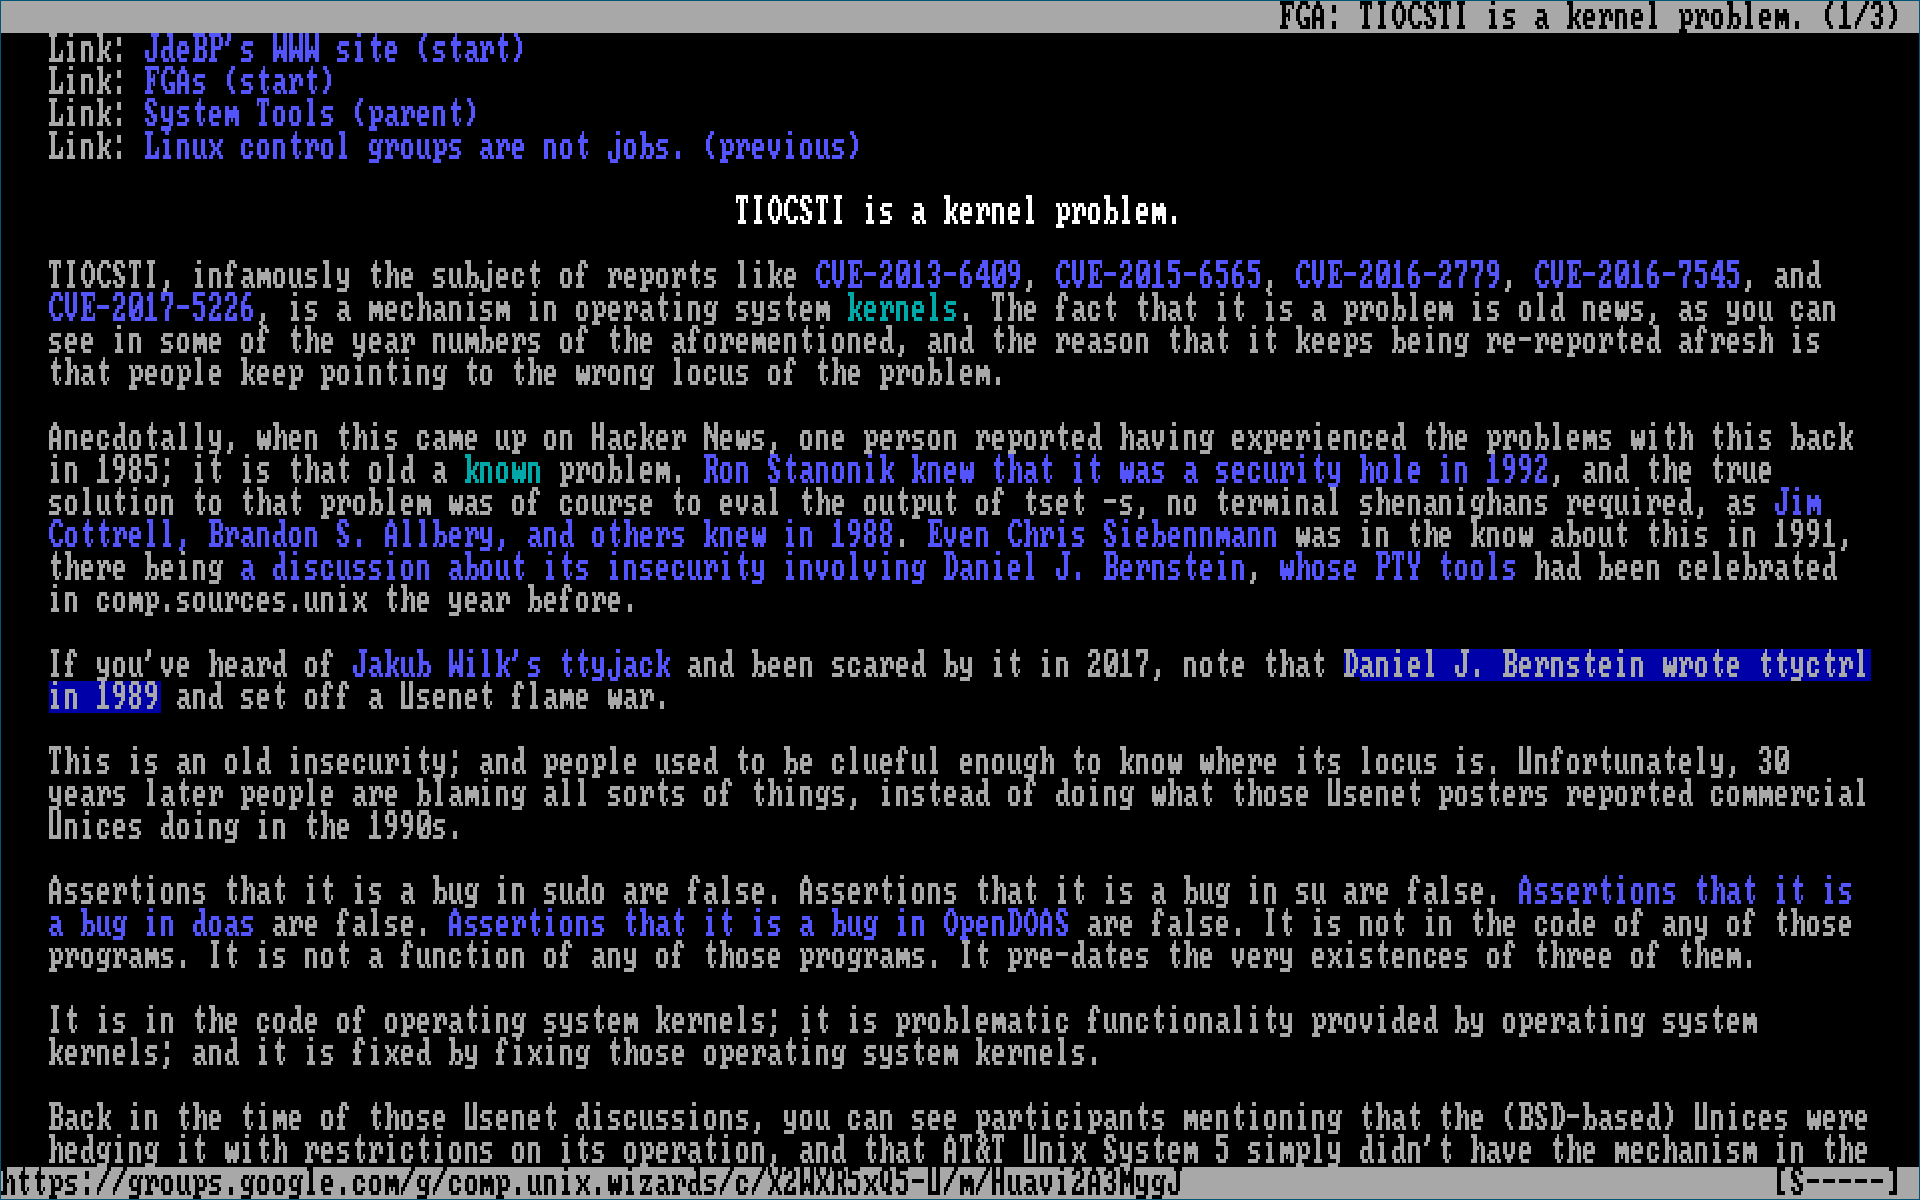 FGA: TIOCSTI is a kernel problem. (1/3)
Link: JdeBP's WWW site (start)
Link: FGAs (start)
Link: System Tools (parent)
Link: Linux control groups are not jobs. (previous)
TIOCSTI is a kernel problem.
TIOCSTI, infamously the subject of reports like CVE-2013-6409, CVE-2015-6565, CVE-2016-2779, CVE-2016-7545, and
CVE-2017-5226, is a mechanism in operating system kernels. The fact that it is a problem is old news, as you can
see in some of the year numbers of the aforementioned, and the reason that it keeps being re-reported afresh is
that people keep pointing to the wrong locus of the problem.
Anecdotally, when this came up on Hacker News, one person reported having experienced the problems with this back
in 1985; it is that old a known problem. Ron Stanonik knew that it was a security hole in 1992, and the true
solution to that problem was of course to eval the output of tset -s, no terminal shenanighans required, as Jim
Cottrell, Brandon S. Allbery, and others knew in 1988. Even Chris Siebennmann was in the know about this in 1991,
there being a discussion about its insecurity involving Daniel J. Bernstein, whose PTY tools had been celebrated
in comp.sources.unix the year before.
If you've heard of Jakub Wilk's ttyjack and been scared by it in 2017, note that Daniel J. Bernstein wrote ttyctrl
in 1989 and set off a Usenet flame war.
This is an old insecurity; and people used to be clueful enough to know where its locus is. Unfortunately, 30
years later people are blaming all sorts of things, instead of doing what those Usenet posters reported commercial
Unices doing in the 1990s.
Assertions that it is a bug in sudo are false. Assertions that it is a bug in su are false. Assertions that it is
a bug in doas are false. Assertions that it is a bug in OpenDOAS are false. It is not in the code of any of those
programs. It is not a function of any of those programs. It pre-dates the very existences of three of them.
It is in the code of operating system kernels; it is problematic functionality provided by operating system
kernels; and it is fixed by fixing those operating system kernels.
Back in the time of those Usenet discussions, you can see participants mentioning that the (BSD-based) Unices were
hedging it with restrictions on its operation, and that AT&T Unix System 5 simply didn't have the mechanism in the
https://groups.google.com/g/comp.unix.wizards/c/X2WXR5xQ5-U/m/Huavi2A3MygJ [S-----]